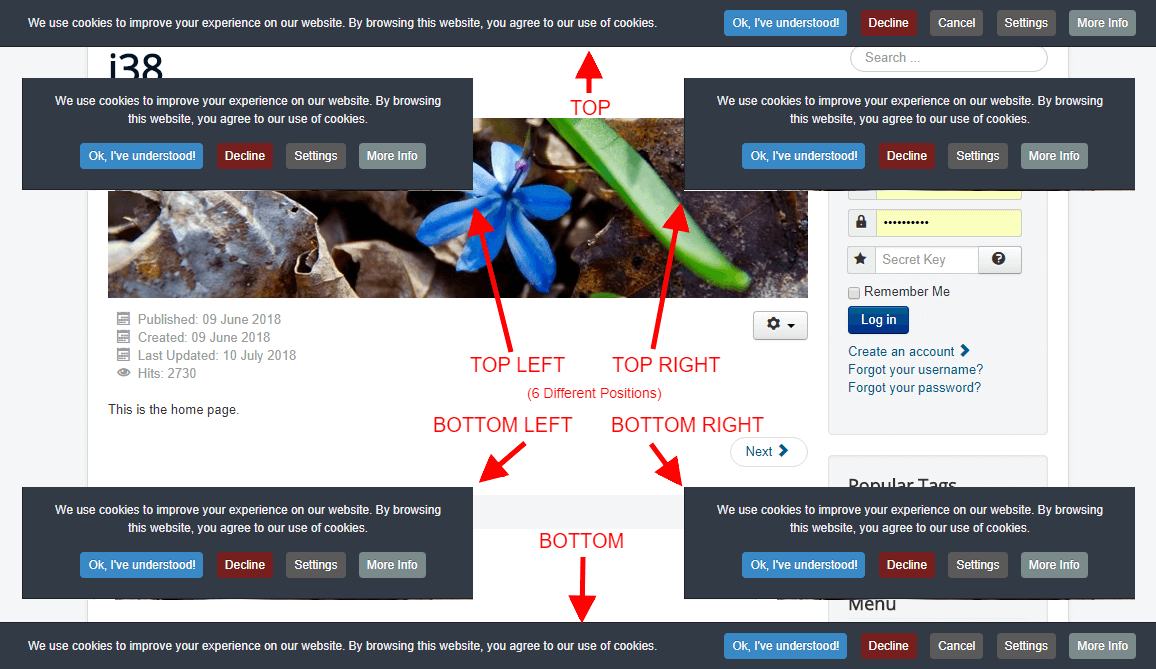 We use cookies to improve your experience on our website. By browsing this website, you agree to our use of cookies.
Ok, I've understood! Decline Cancel Settings More Info
j38
Search ...
TOP
We use cookies to improve your experience on our website. By browsing
this website, you agree to our use of cookies.
Ok, I've understood! Decline Settings More Info
We use cookies to improve your experience on our website. By browsing
this website, you agree to our use of cookies.
Ok, I've understood! Decline Settings More Info
Secret Key
Remember Me
Log in
Create an account
Forgot your username?
Forgot your password?
Published: 09 June 2018
Created: 09 June 2018
Last Updated: 10 July 2018
Hits: 2730
This is the home page.
TOP LEFT
TOP RIGHT
(6 Different Positions)
BOTTOM LEFT
BOTTOM RIGHT
Next
Popular Tags
We use cookies to improve your experience on our website. By browsing
this website, you agree to our use of cookies.
Ok, I've understood! Decline Settings More Info
We use cookies to improve your experience on our website. By browsing
this website, you agree to our use of cookies.
Ok, I've understood! Decline Settings More Info
BOTTOM
Menu
We use cookies to improve your experience on our website. By browsing this website, you agree to our use of cookies.
Ok, I've understood! Decline Cancel Settings More Info